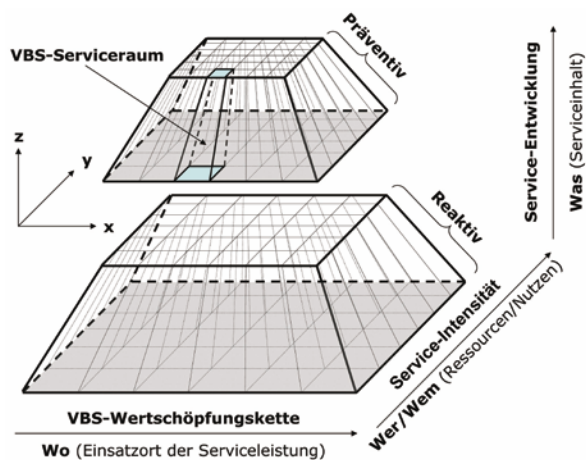 VBS-Serviceraum
Präventiv
z
y
x
Reaktiv
Service-Entwicklung
Was (Serviceinhalt)
Service-Intensität
Wer/Wem (Ressourcen/Nutzen)
VBS-Wertschöpfungskette
Wo (Einsatzort der Serviceleistung)